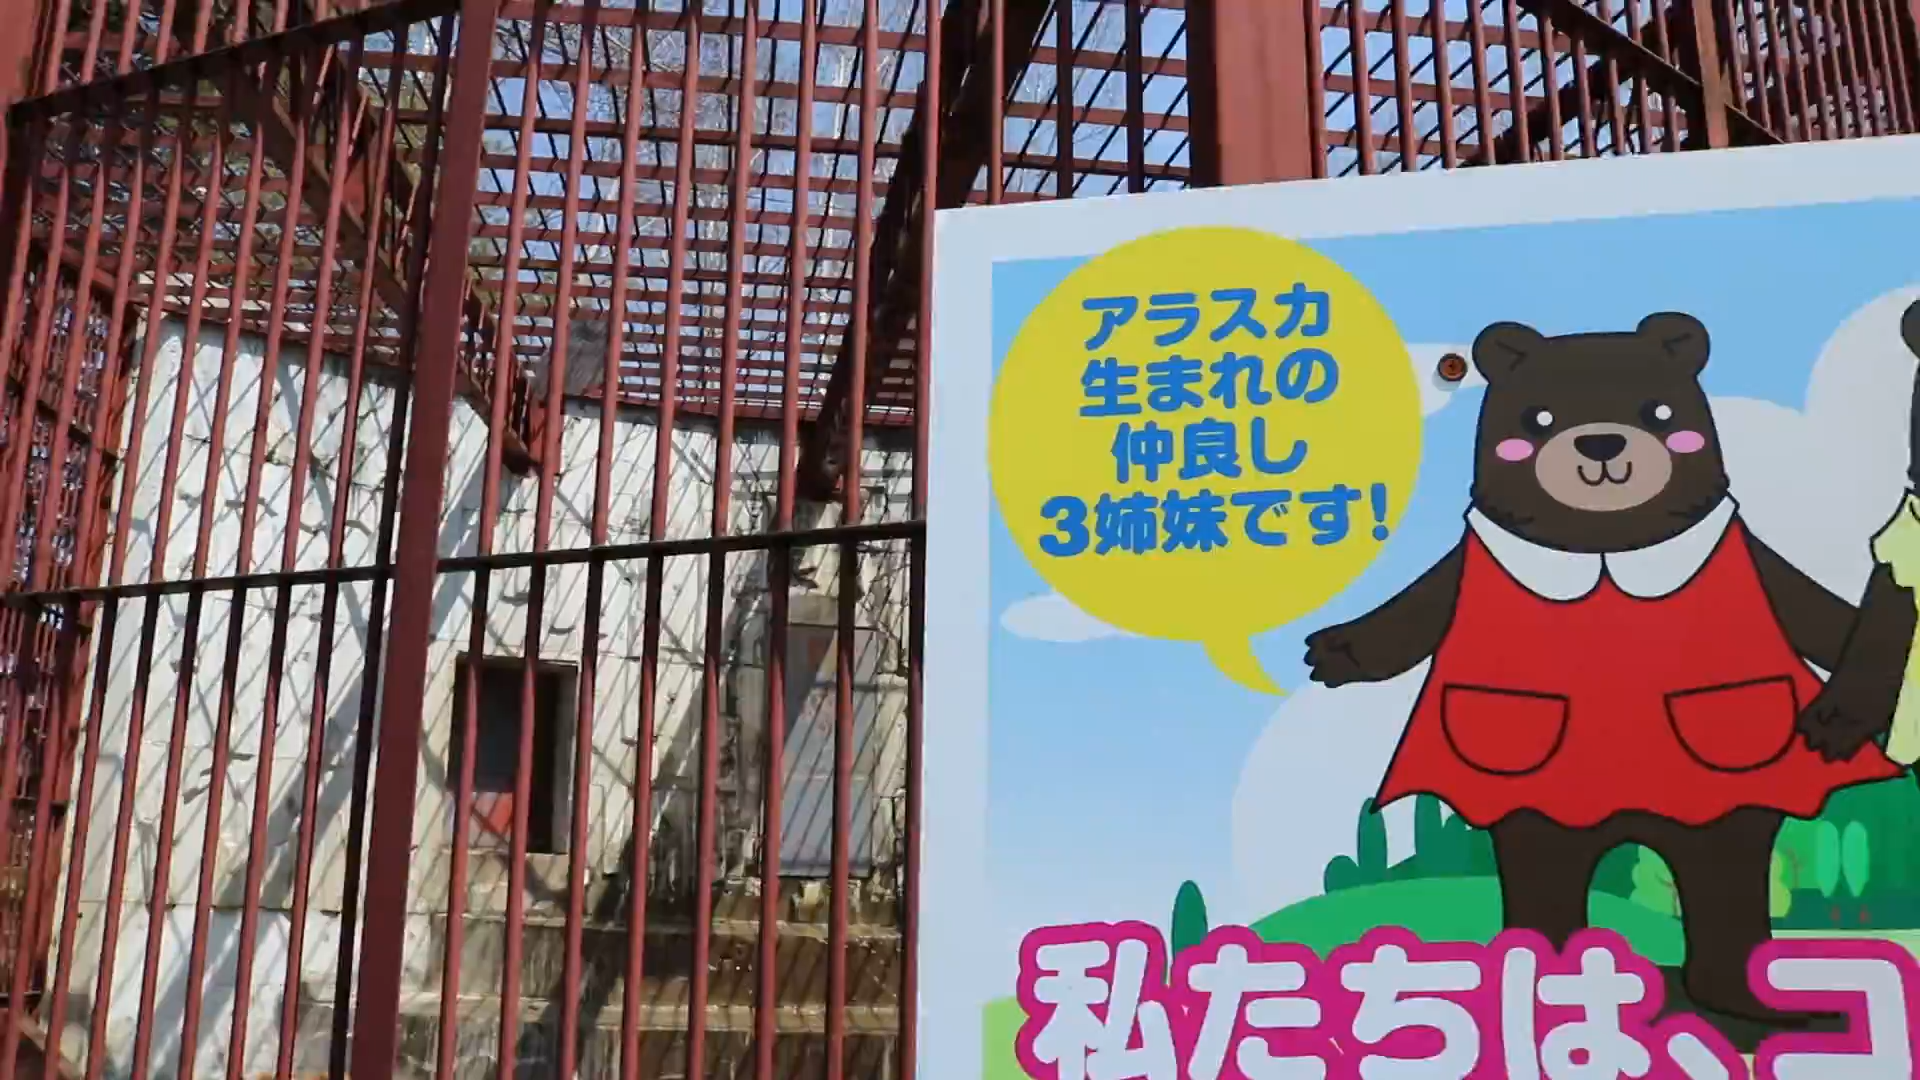 アラスカ
生まれの
仲良し
3姉妹です!
私たちは、コ